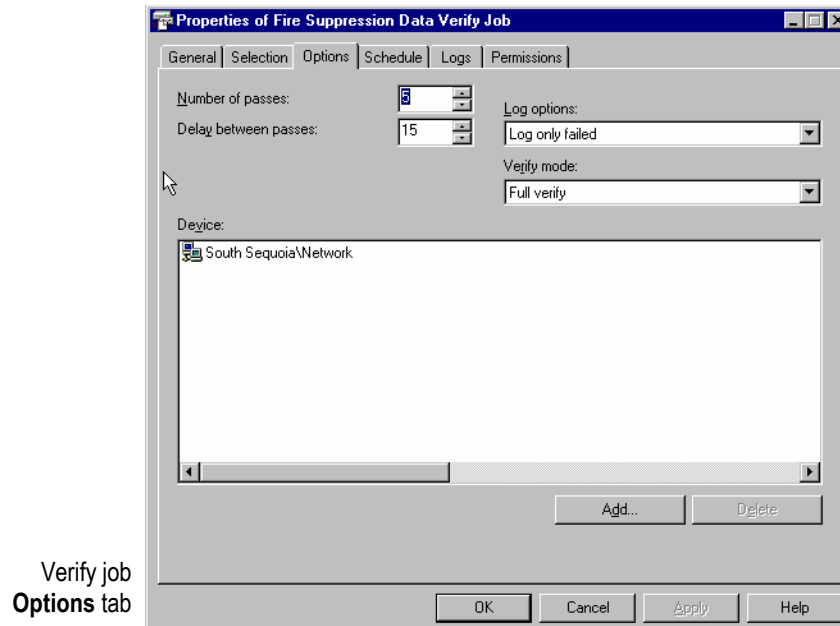 Properties of Fire Suppression Data Verify Job
General Selection Options Schedule Logs Permissions
Number of passes: 5
Delay between passes: 15
Log options:
Log only failed
Verify mode:
Full verify
Device:
South Sequoia\Network
Add... Delete
OK Cancel Apply Help
Verify job
Options tab